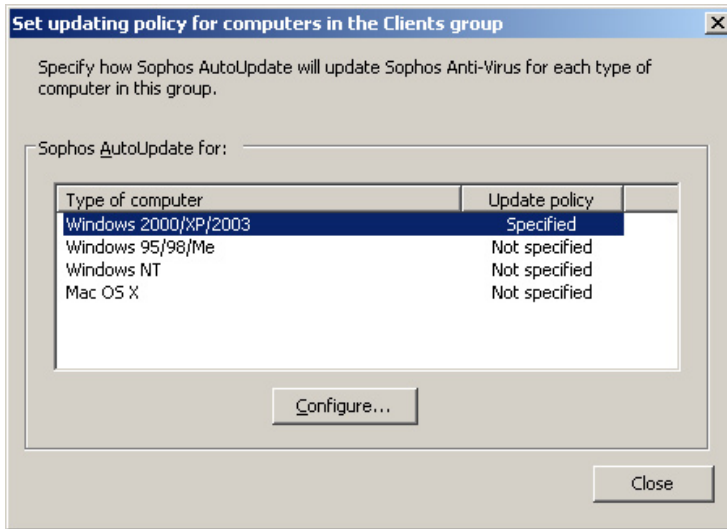 Set updating policy for computers in the Clients group
Specify how Sophos AutoUpdate will update Sophos Anti-Virus for each type of
computer in this group.
Sophos AutoUpdate for:
Type of computer Update policy
Windows 2000/XP/2003 Specified
Windows 95/98/Me Not specified
Windows NT Not specified
Mac OS X Not specified
Configure...
Close